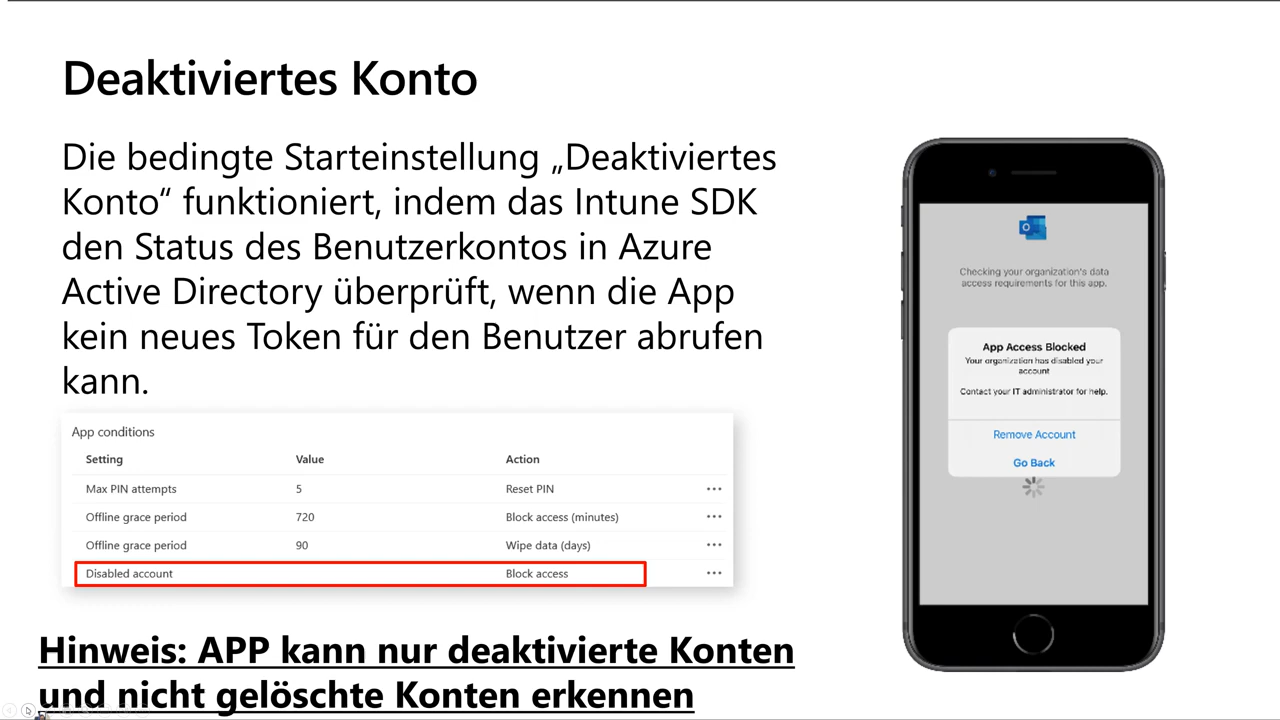 Deaktiviertes Konto
Die bedingte Starteinstellung „Deaktiviertes
Konto“ funktioniert, indem das Intune SDK
den Status des Benutzerkontos in Azure
Active Directory überprüft, wenn die App
kein neues Token für den Benutzer abrufen
kann.
App conditions
Setting Value Action
Max PIN attempts 5 Reset PIN
Offline grace period 720 Block access (minutes)
Offline grace period 90 Wipe data (days)
Disabled account Block access
Hinweis: APP kann nur deaktivierte Konten
und nicht gelöschte Konten erkennen
Checking your organization's data
access requirements for this app.
App Access Blocked
Your organization has disabled your
account
Contact your IT administrator for help.
Remove Account
Go Back